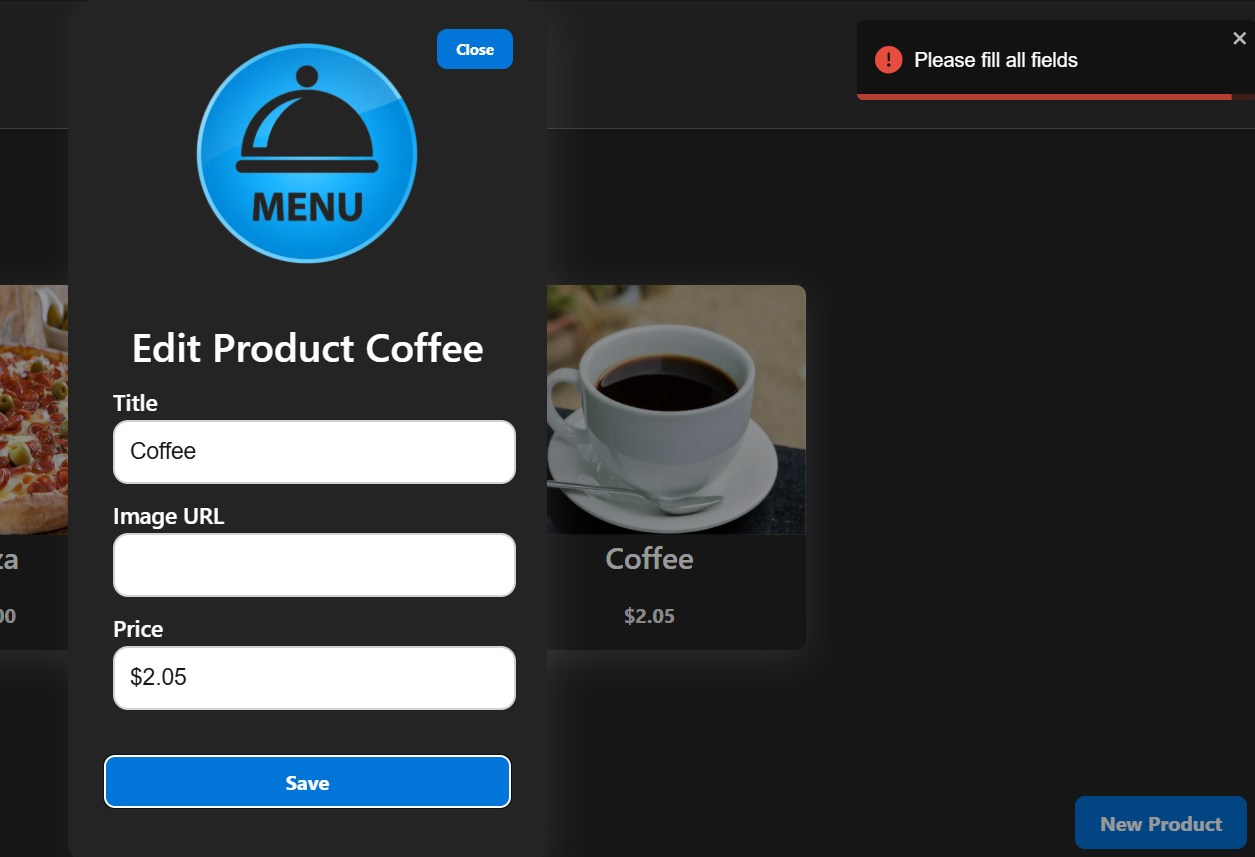 Close
Please fill all fields
MENU
Edit Product Coffee
Title
Coffee
Image URL
Price
$2.05
Save
za
00
Coffee
$2.05
New Product